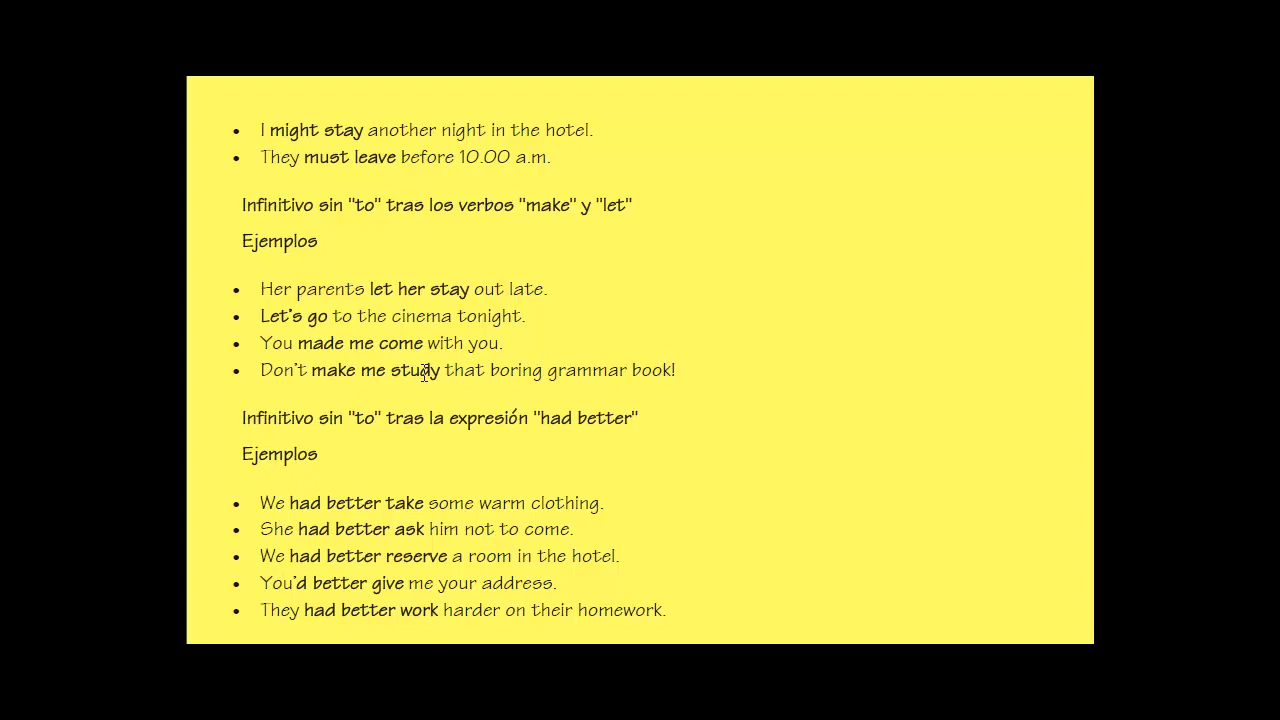 • I might stay another night in the hotel.
• They must leave before 10.00 a.m.
Infinitivo sin "to" tras los verbos "make" y "let"
Ejemplos
• Her parents let her stay out late.
• Let's go to the cinema tonight.
• You made me come with you.
• Don't make me study that boring grammar book!
Infinitivo sin "to" tras la expresión "had better"
Ejemplos
• We had better take some warm clothing.
• She had better ask him not to come.
• We had better reserve a room in the hotel.
• You'd better give me your address.
• They had better work harder on their homework.